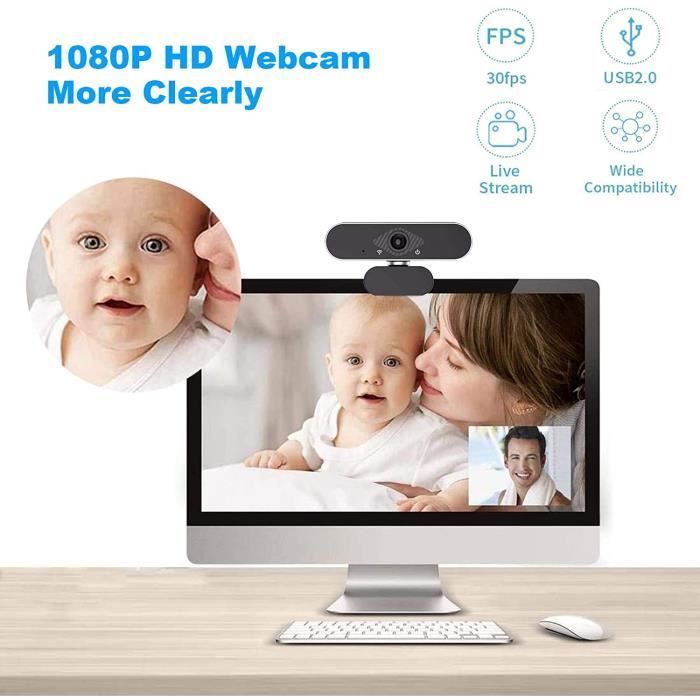 1080P HD Webcam
More Clearly
FPS
30fps
USB2.0
Live
Stream
Wide
Compatibility